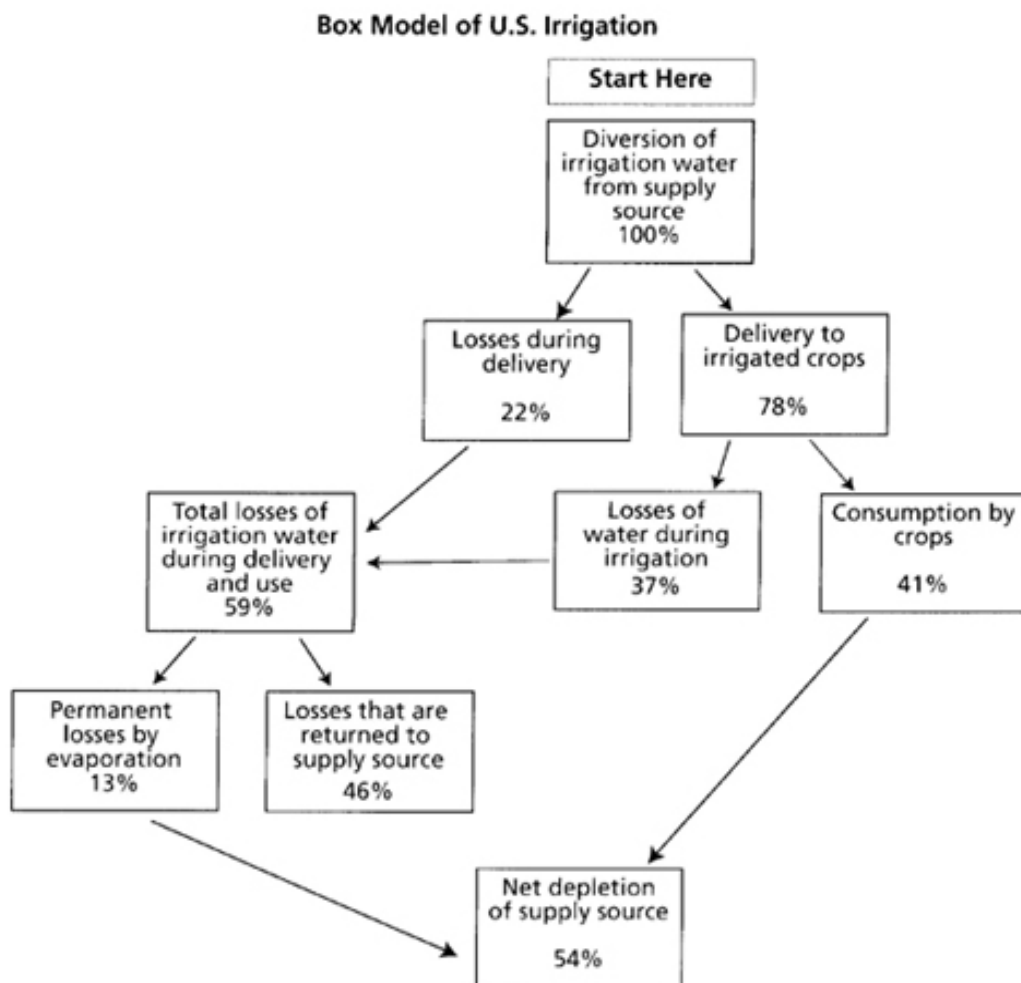 Box Model of U.S. Irrigation
Start Here
Diversion of
irrigation water
from supply
source
100%
Losses during
delivery
22%
Delivery to
irrigated crops
78%
Total losses of
irrigation water
during delivery
and use
59%
Losses of
water during
irrigation
37%
Consumption by
crops
41%
Permanent
losses by
evaporation
13%
Losses that are
returned to
supply source
46%
Net depletion
of supply source
54%